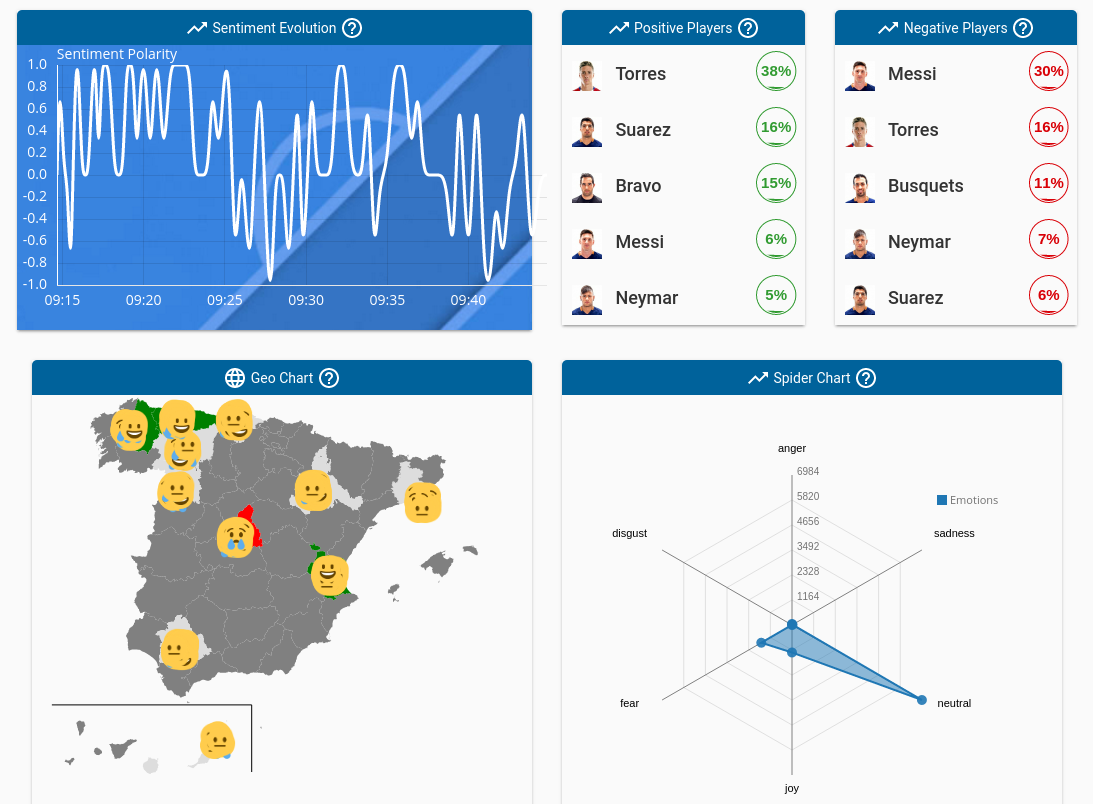 Sentiment Evolution ?
Sentiment Polarity
1.0
0.8
0.6
0.4
0.2
0.0
-0.2
-0.4
-0.6
-0.8
-1.0
09:15 09:20 09:25 09:30 09:35 09:40
Positive Players ?
Torres 38%
Suarez 16%
Bravo 15%
Messi 6%
Neymar 5%
Negative Players ?
Messi 30%
Torres 16%
Busquets 11%
Neymar 7%
Suarez 6%
Geo Chart ?
Spider Chart ?
anger
6984
5820
4656
3492
2328
1164
Emotions
disgust
sadness
fear
neutral
joy